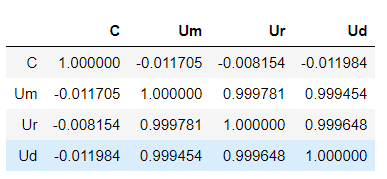 C Um Ur Ud
C 1.000000 -0.011705 -0.008154 -0.011984
Um -0.011705 1.000000 0.999781 0.999454
Ur -0.008154 0.999781 1.000000 0.999648
Ud -0.011984 0.999454 0.999648 1.000000